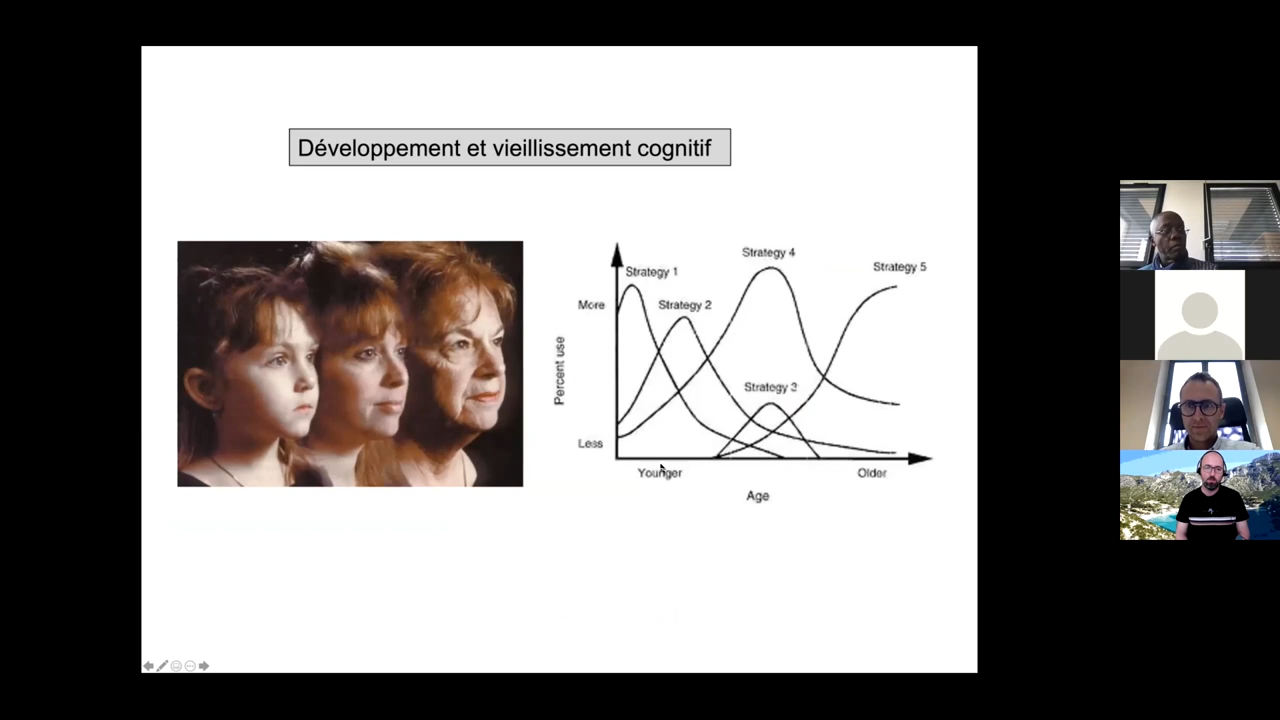 Développement et vieillissement cognitif
Strategy 4
Strategy 5
Strategy 1
More
Strategy 2
Percent use
Strategy 3
Less
Younger
Older
Age